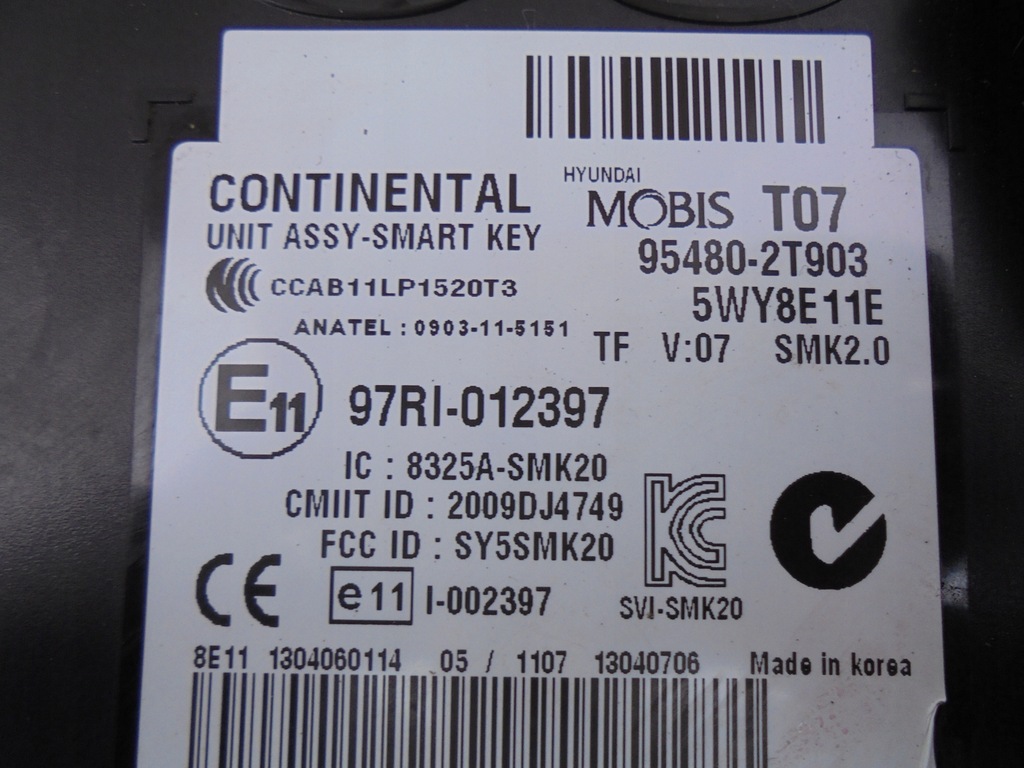 CONTINENTAL
HYUNDAI
MOBIS T07
UNIT ASSY-SMART KEY
95480-2T903
CCAB11LP1520T3
5WY8E11E
ANATEL : 0903-11-5151
TF V:07 SMK2.0
E11 97RI-012397
IC : 8325A-SMK20
CMIIT ID : 2009DJ4749
FCC ID : SY5SMK20
CE e11 I-002397
KC
SVI-SMK20
8E11 1304060114 05 / 1107 13040706 Made in korea